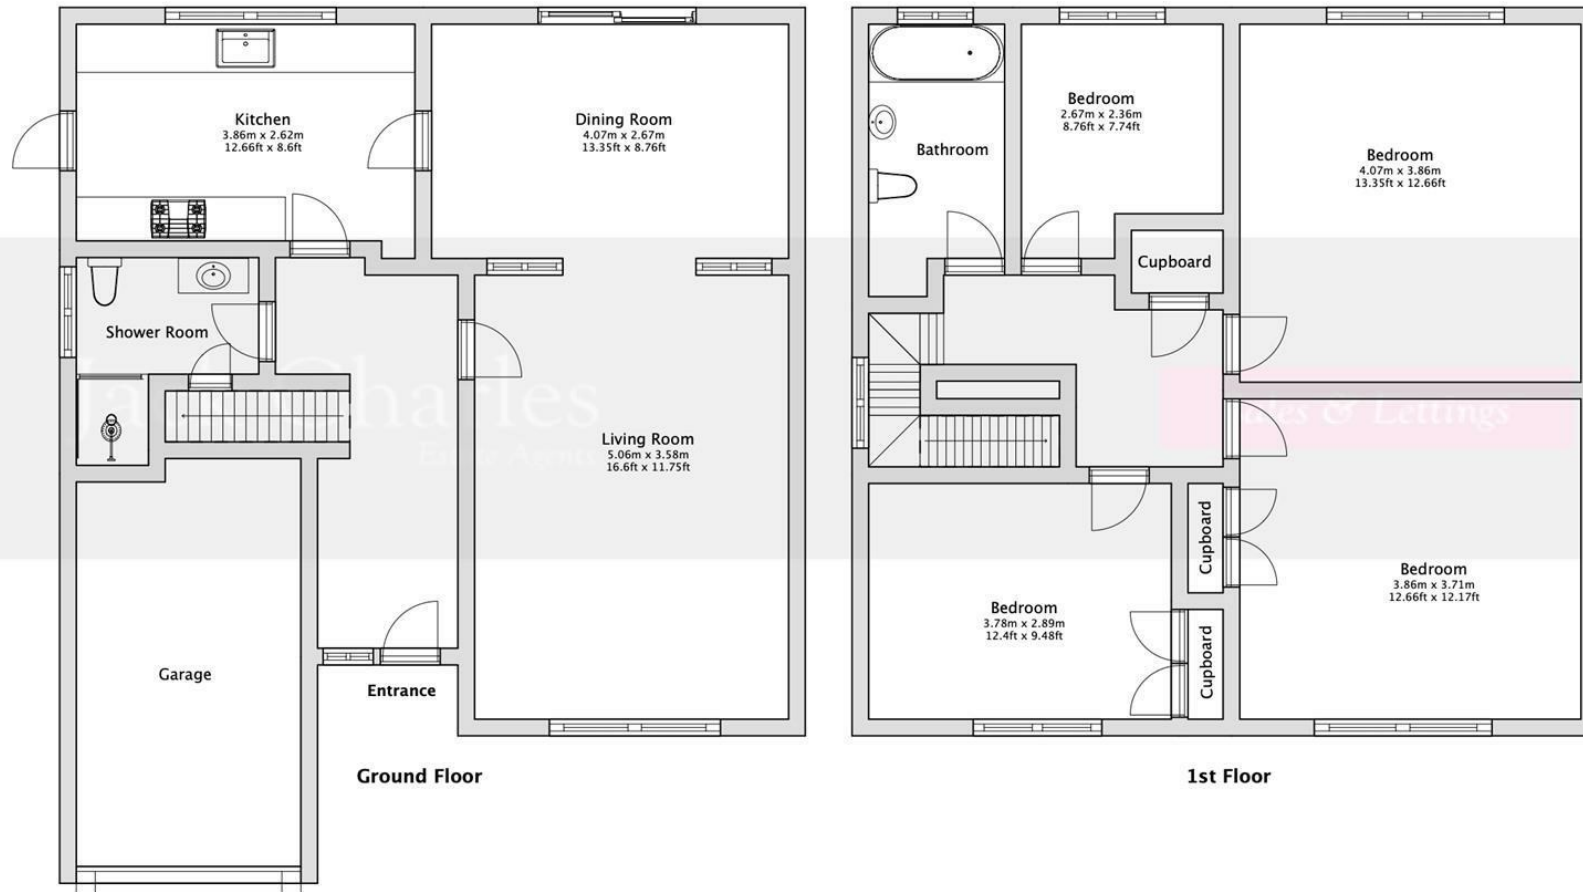 Kitchen
3.86m x 2.62m
12.66ft x 8.6ft
Dining Room
4.07m x 2.67m
13.35ft x 8.76ft
Shower Room
Living Room
5.06m x 3.58m
16.6ft x 11.75ft
Garage
Entrance
Ground Floor
Bathroom
Bedroom
2.67m x 2.36m
8.76ft x 7.74ft
Bedroom
4.07m x 3.86m
13.35ft x 12.66ft
Cupboard
Cupboard
Cupboard
Bedroom
3.78m x 2.89m
12.4ft x 9.48ft
Bedroom
3.86m x 3.71m
12.66ft x 12.17ft
1st Floor
Charles
Estate Agents
& Lettings